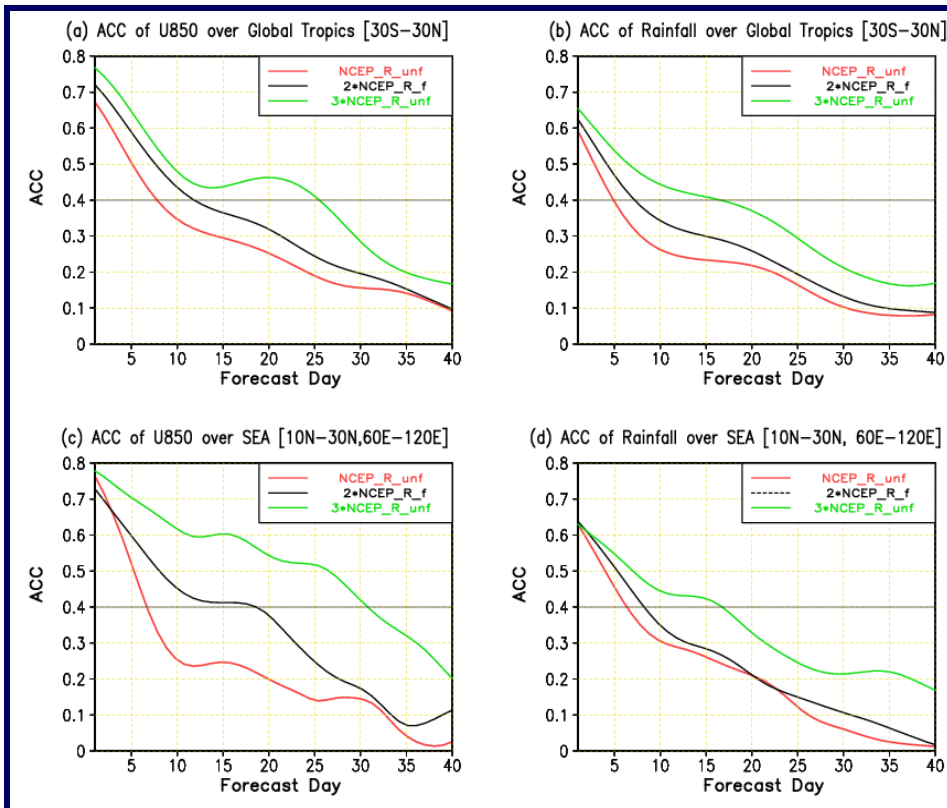 (a) ACC of U850 over Global Tropics [30S-30N]
0.8
0.7
0.6
0.5
0.4
0.3
0.2
0.1
0
ACC
NCEP_R_unf
2*NCEP_R_f
3*NCEP_R_unf
5 10 15 20 25 30 35 40
Forecast Day
(b) ACC of Rainfall over Global Tropics [30S-30N]
0.8
0.7
0.6
0.5
0.4
0.3
0.2
0.1
0
ACC
NCEP_R_unf
2*NCEP_R_f
3*NCEP_R_unf
5 10 15 20 25 30 35 40
Forecast Day
(c) ACC of U850 over SEA [10N-30N,60E-120E]
0.8
0.7
0.6
0.5
0.4
0.3
0.2
0.1
0
ACC
NCEP_R_unf
2*NCEP_R_f
3*NCEP_R_unf
5 10 15 20 25 30 35 40
Forecast Day
(d) ACC of Rainfall over SEA [10N-30N, 60E-120E]
0.8
0.7
0.6
0.5
0.4
0.3
0.2
0.1
0
ACC
NCEP_R_unf
2*NCEP_R_f
3*NCEP_R_unf
5 10 15 20 25 30 35 40
Forecast Day